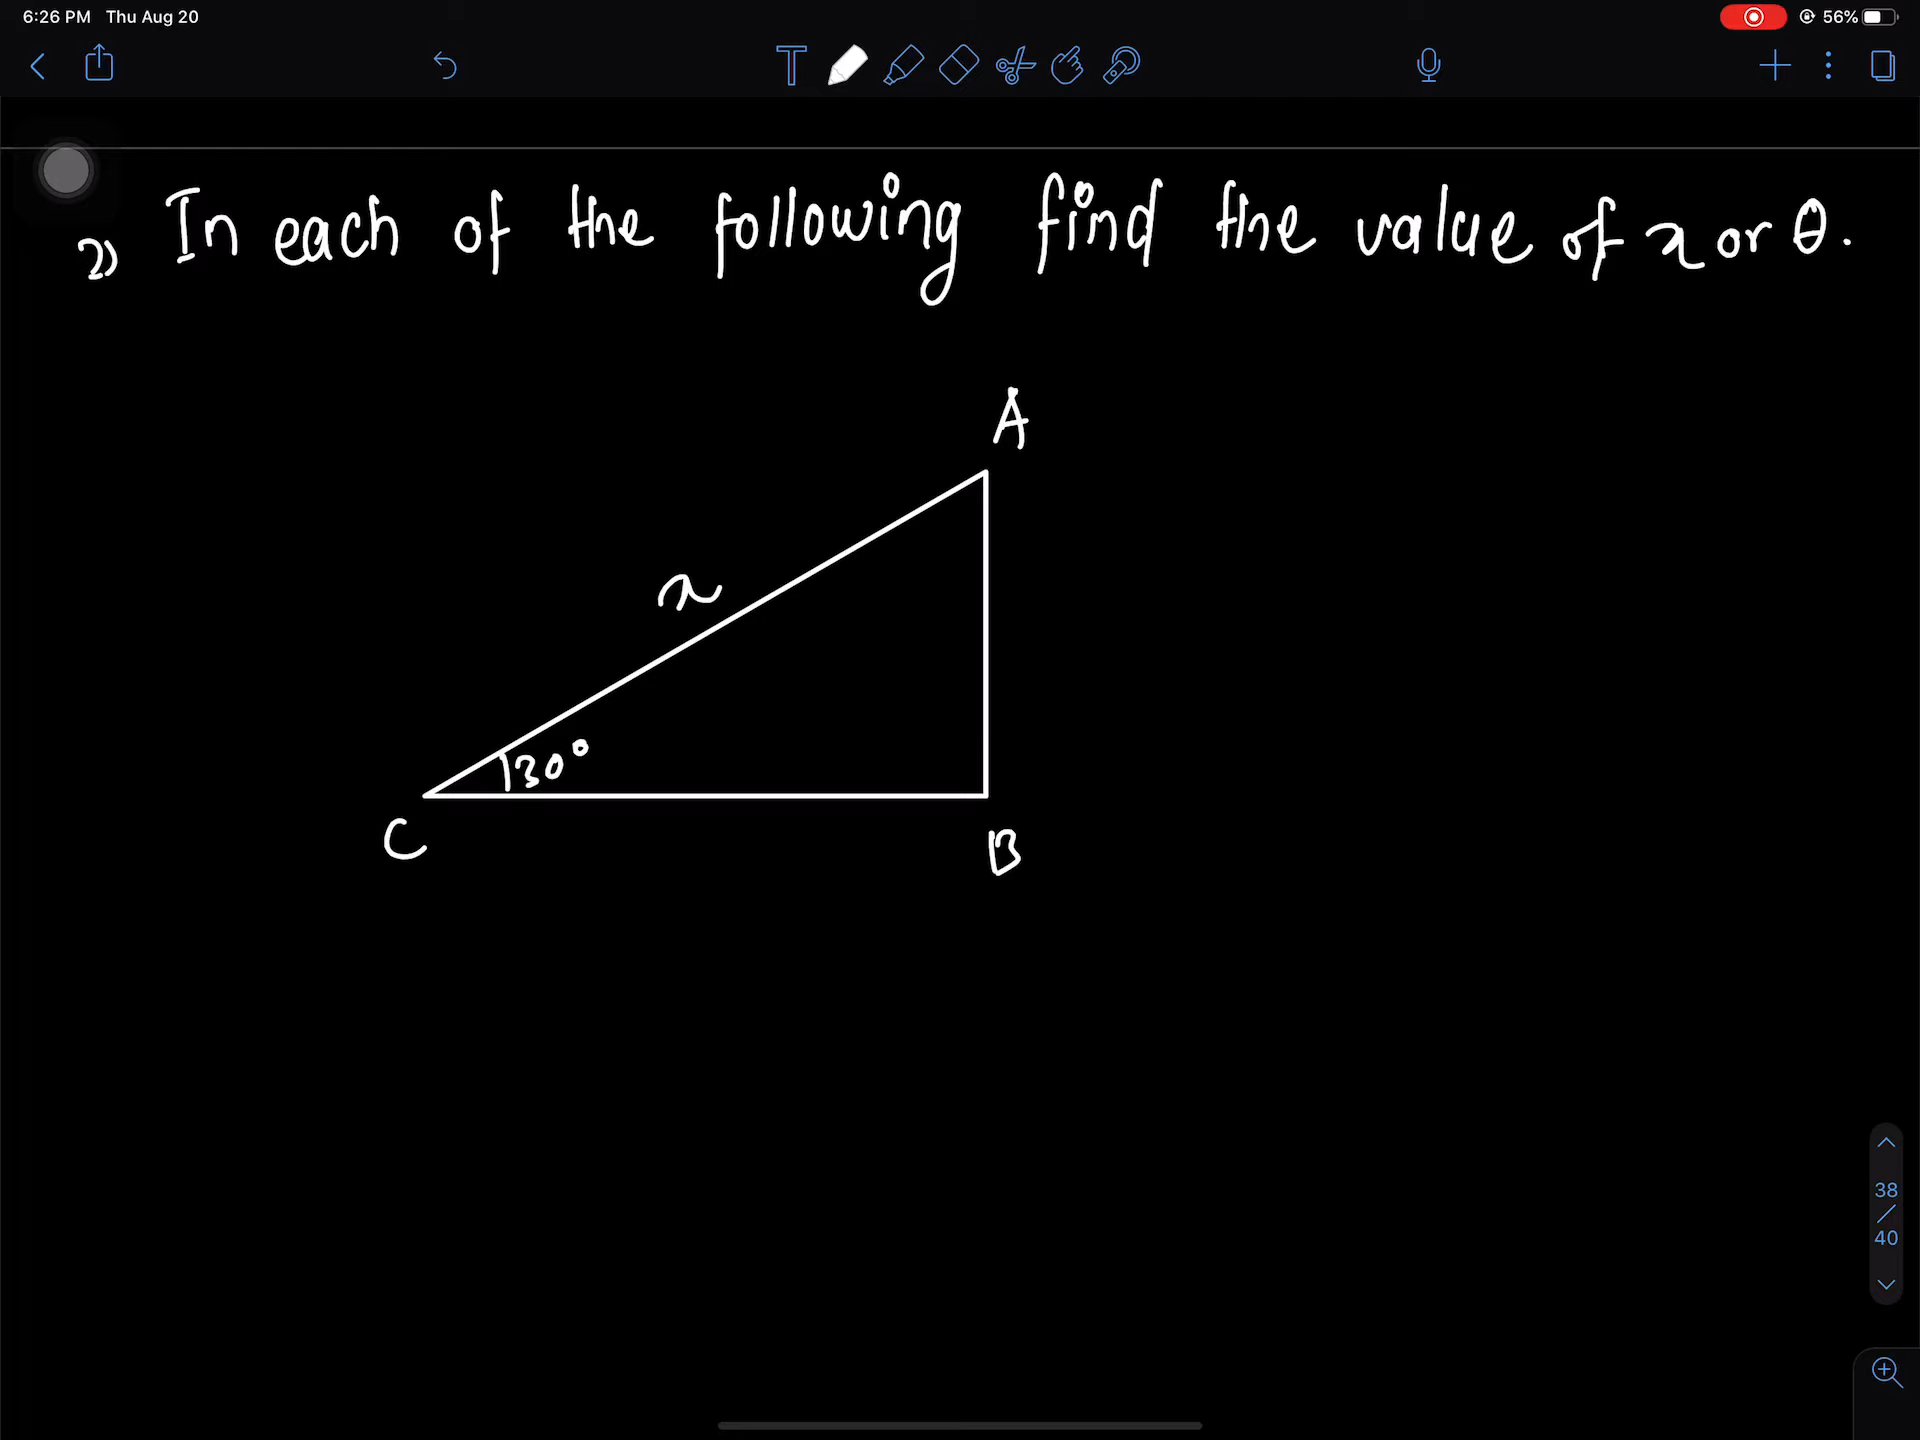 6:26 PM Thu Aug 20
56%
T
2) In each of the following find the value of x or θ.
A
x
30°
C
B
38
/
40